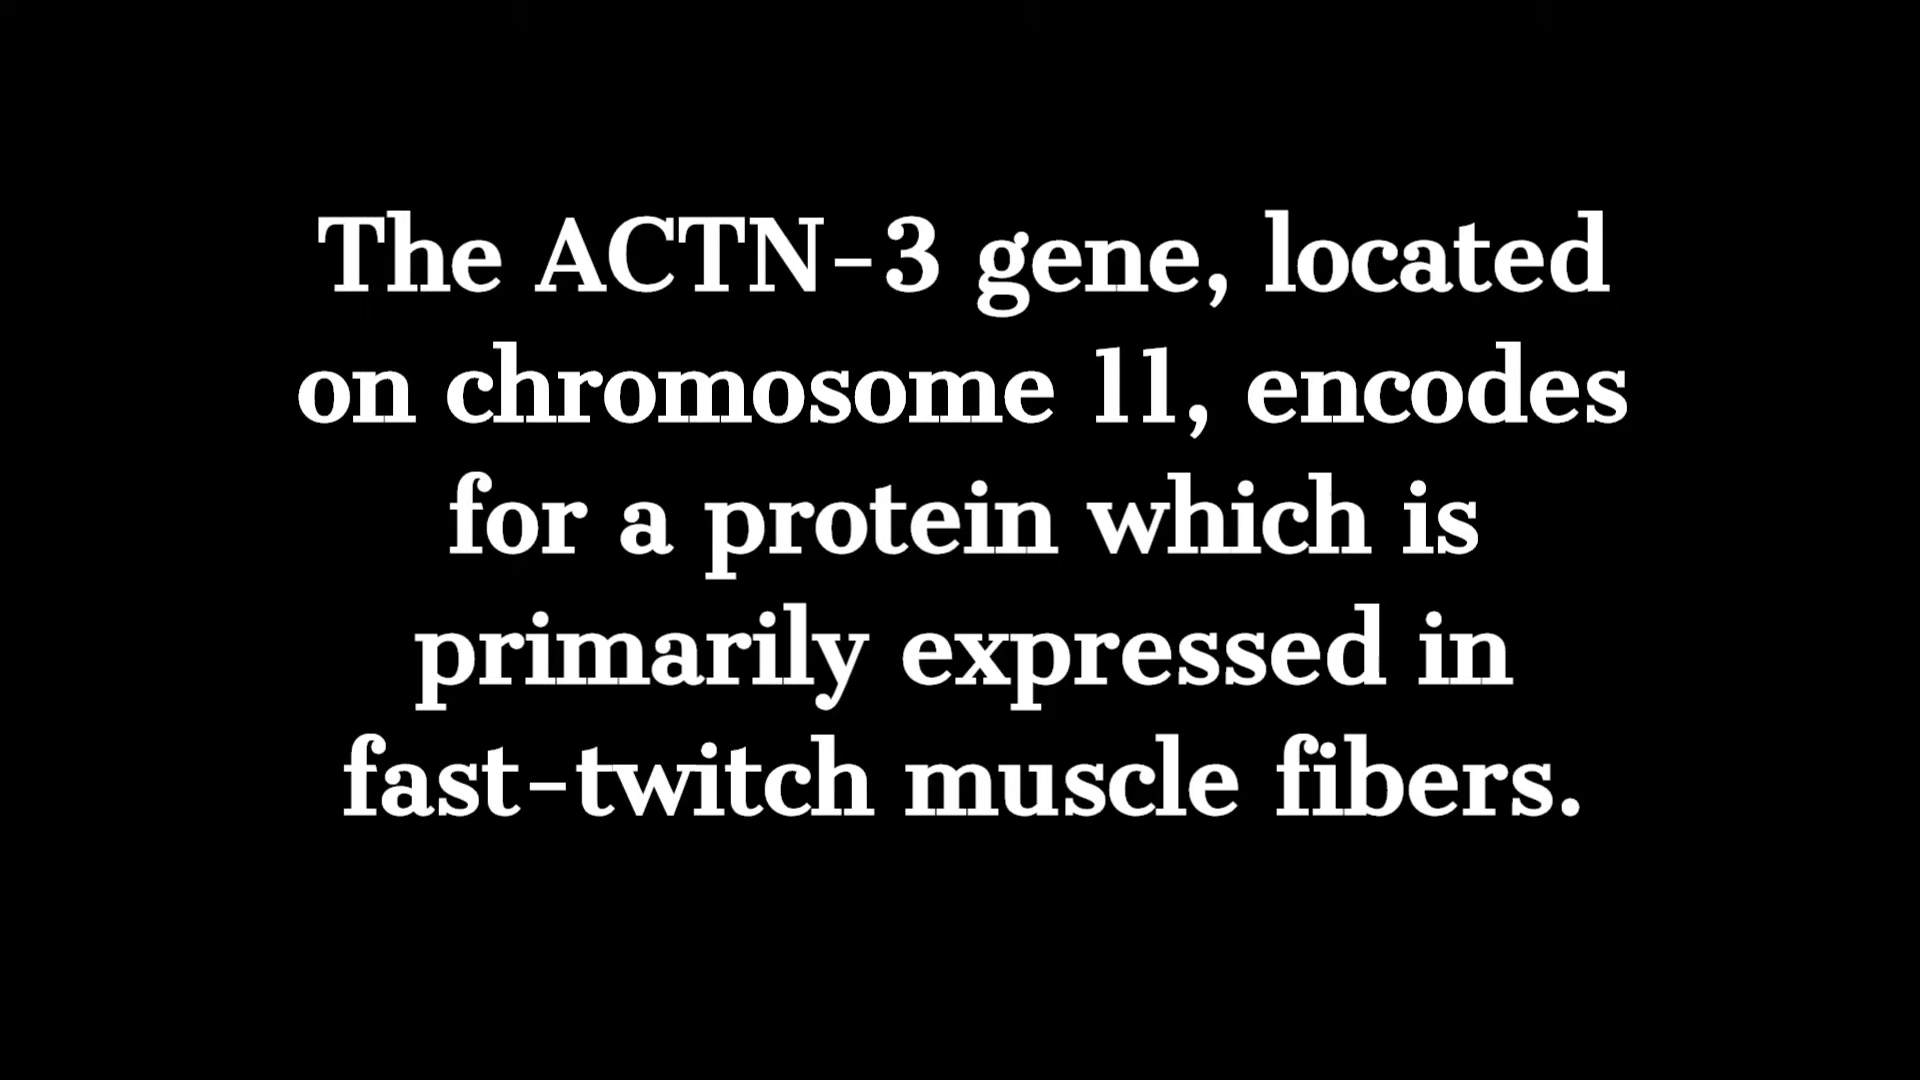 The ACTN-3 gene, located
on chromosome 11, encodes
for a protein which is
primarily expressed in
fast-twitch muscle fibers.